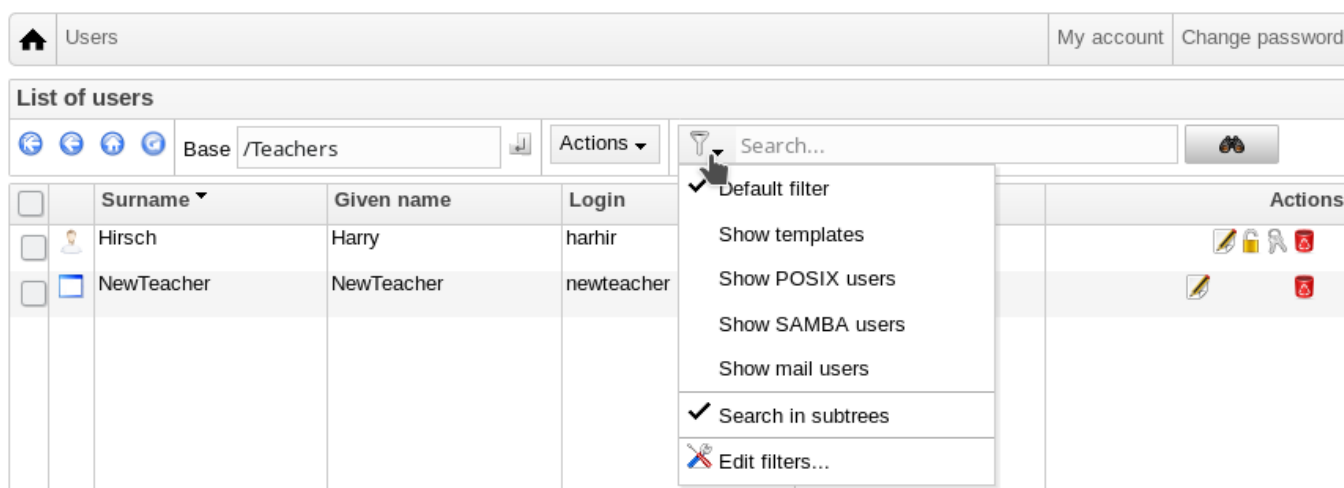 Users My account Change password
List of users
Base /Teachers Actions Search...
Surname Given name Login Actions
Hirsch Harry harhir
NewTeacher NewTeacher newteacher
Default filter
Show templates
Show POSIX users
Show SAMBA users
Show mail users
Search in subtrees
Edit filters...